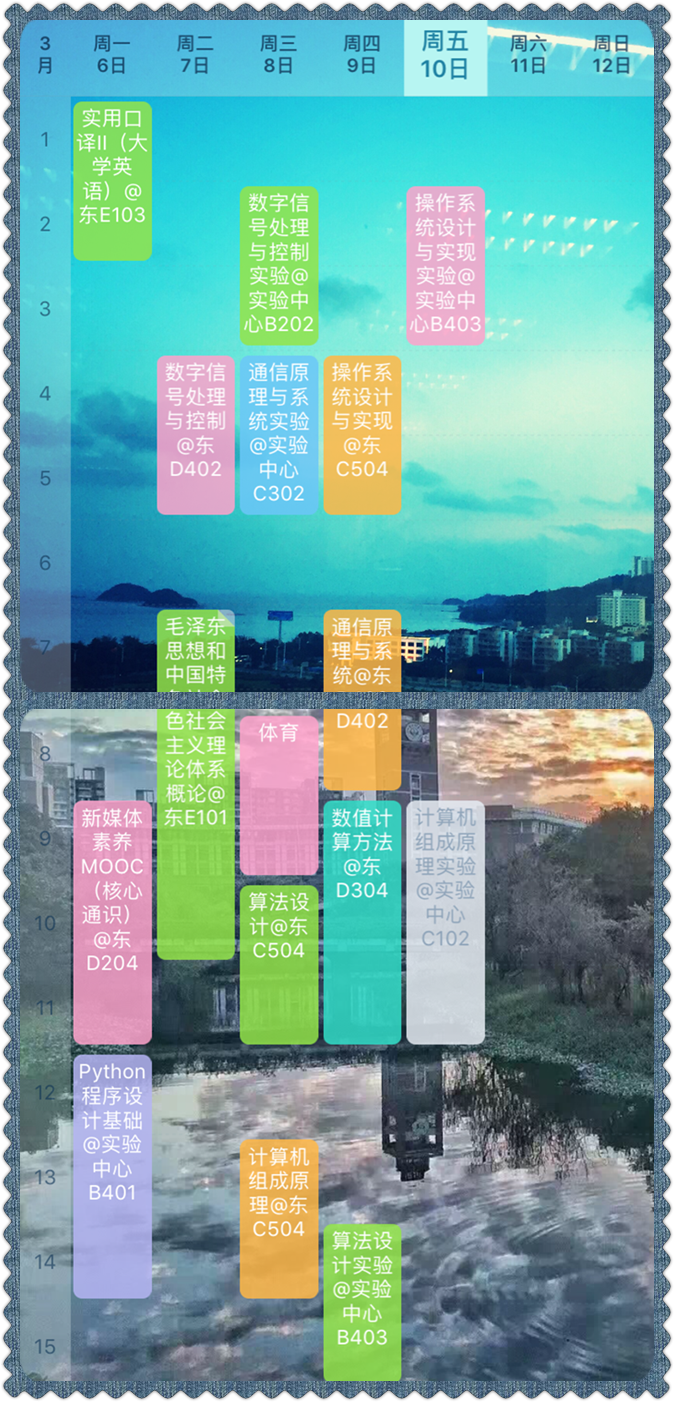 3
月
周一
6日
周二
7日
周三
8日
周四
9日
周五
10日
周六
11日
周日
12日
1
实用口
译II（大
学英
语）@
东E103
2
数字信
号处理
与控制
实验@
实验中
心B202
操作系
统设计
与实现
实验@
实验中
心B403
3
4
数字信
号处理
与控制
@东
D402
通信原
理与系
统实验
@实验
中心
C302
操作系
统设计
与实现
@东
C504
5
6
7
毛泽东
思想和
中国特
色社会
主义理
论体系
概论@
东E101
通信原
理与系
统@东
D402
8
体育
9
新媒体
素养
MOOC
（核心
通识）
@东
D204
数值计
算方法
@东
D304
计算机
组成原
理实验
@实验
中心
C102
10
算法设
计@东
C504
11
12
Python
程序设
计基础
@实验
中心
B401
13
计算机
组成原
理@东
C504
14
算法设
计实验
@实验
中心
B403
15